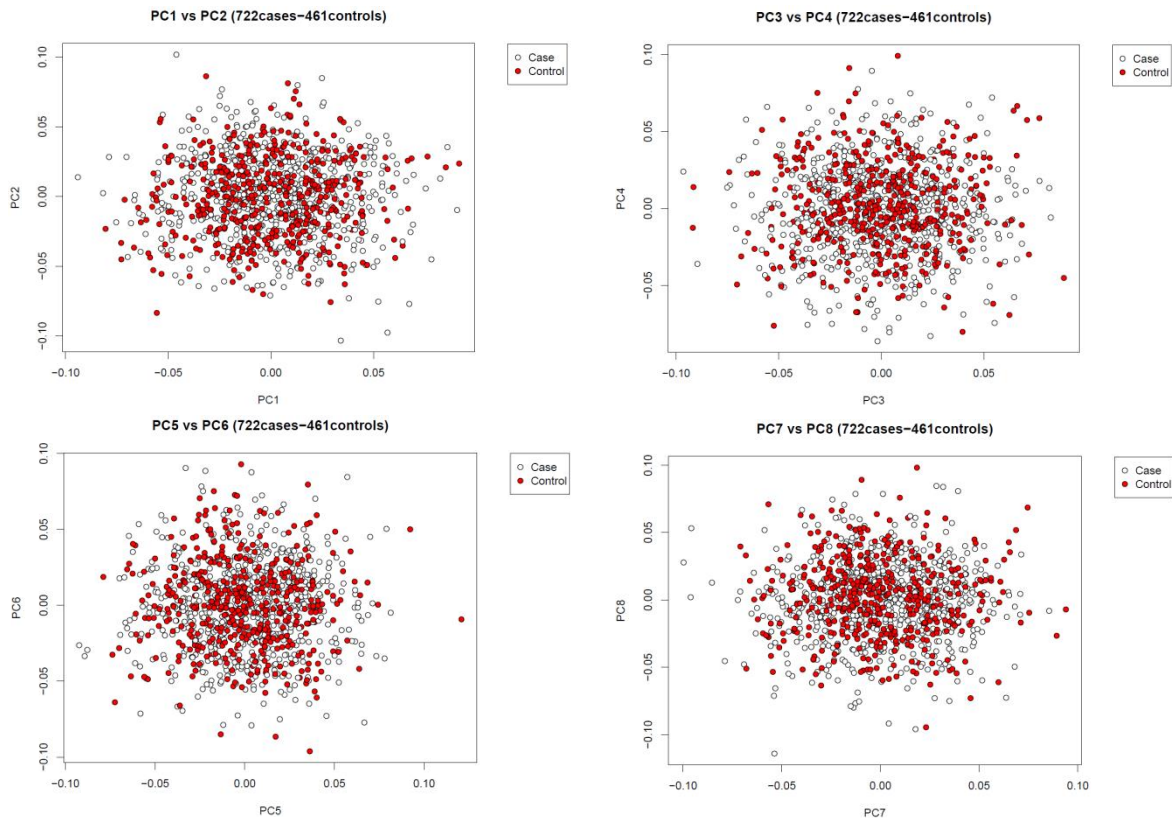 PC1 vs PC2 (722cases−461controls)
Case
Control
0.10
0.05
0.00
−0.05
−0.10
PC2
−0.10
−0.05
0.00
0.05
PC1
PC3 vs PC4 (722cases−461controls)
Case
Control
0.10
0.05
0.00
−0.05
PC4
−0.10
−0.05
0.00
0.05
PC3
PC5 vs PC6 (722cases−461controls)
Case
Control
0.10
0.05
0.00
−0.05
−0.10
PC6
−0.10
−0.05
0.00
0.05
0.10
PC5
PC7 vs PC8 (722cases−461controls)
Case
Control
0.10
0.05
0.00
−0.05
−0.10
PC8
−0.10
−0.05
0.00
0.05
0.10
PC7